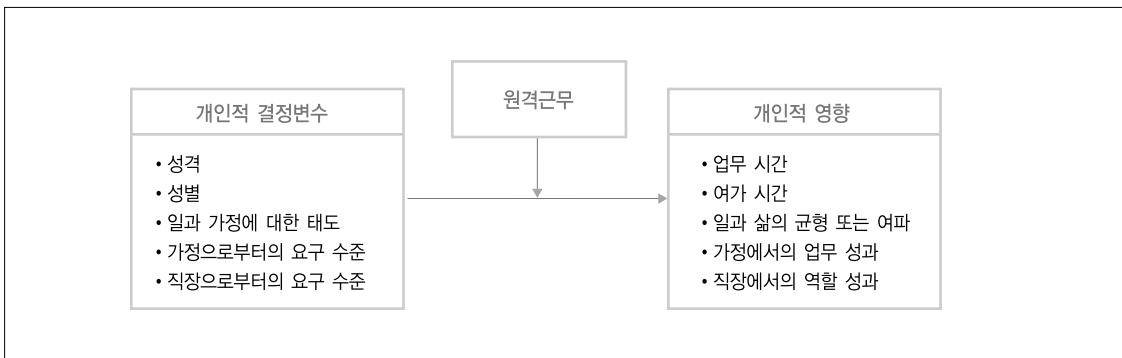 원격근무
개인적 결정변수
• 성격
• 성별
• 일과 가정에 대한 태도
• 가정으로부터의 요구 수준
• 직장으로부터의 요구 수준
개인적 영향
• 업무 시간
• 여가 시간
• 일과 삶의 균형 또는 여파
• 가정에서의 업무 성과
• 직장에서의 역할 성과